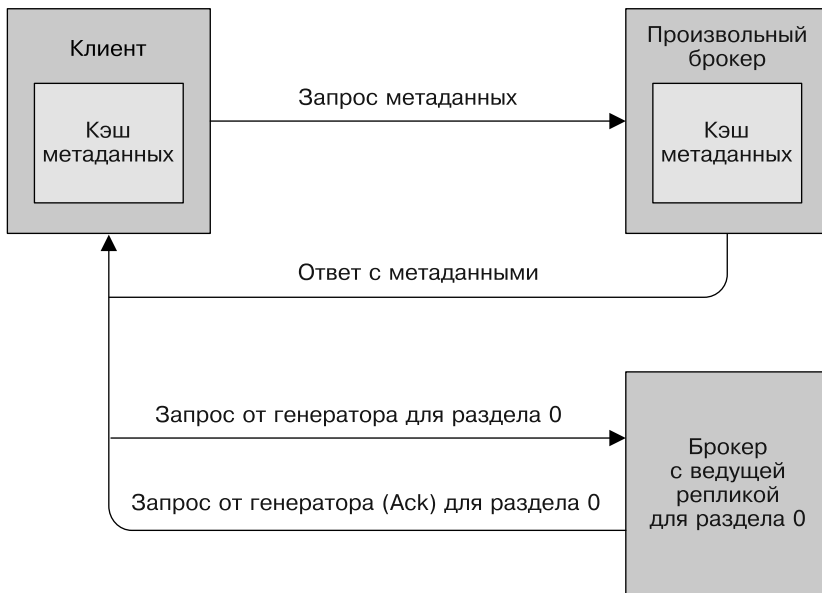 Клиент
Кэш
метаданных
Запрос метаданных
Произвольный
брокер
Кэш
метаданных
Ответ с метаданными
Запрос от генератора для раздела 0
Запрос от генератора (Ack) для раздела 0
Брокер
с ведущей
репликой
для раздела 0